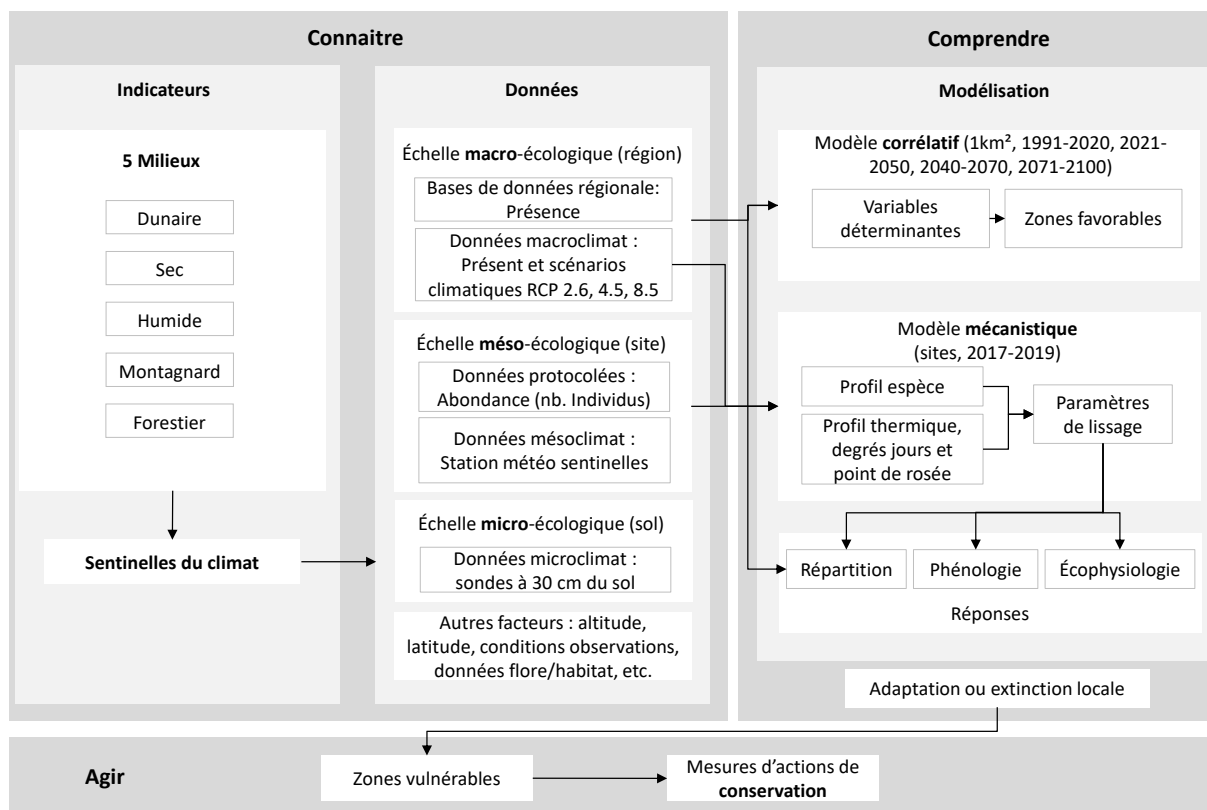 Connaitre
Indicateurs
5 Milieux
Dunaire
Sec
Humide
Montagnard
Forestier
Sentinelles du climat
Données
Échelle macro-écologique (région)
Bases de données régionale:
Présence
Données macroclimat :
Présent et scénarios
climatiques RCP 2.6, 4.5, 8.5
Échelle méso-écologique (site)
Données protocolées :
Abondance (nb. Individus)
Données mésoclimat :
Station météo sentinelles
Échelle micro-écologique (sol)
Données microclimat :
sondes à 30 cm du sol
Autres facteurs : altitude,
latitude, conditions observations,
données flore/habitat, etc.
Comprendre
Modélisation
Modèle corrélatif (1km², 1991-2020, 2021-
2050, 2040-2070, 2071-2100)
Variables
déterminantes
Zones favorables
Modèle mécanistique
(sites, 2017-2019)
Profil espèce
Profil thermique,
degrés jours et
point de rosée
Paramètres
de lissage
Répartition
Phénologie
Écophysiologie
Réponses
Adaptation ou extinction locale
Agir
Zones vulnérables
Mesures d'actions de
conservation